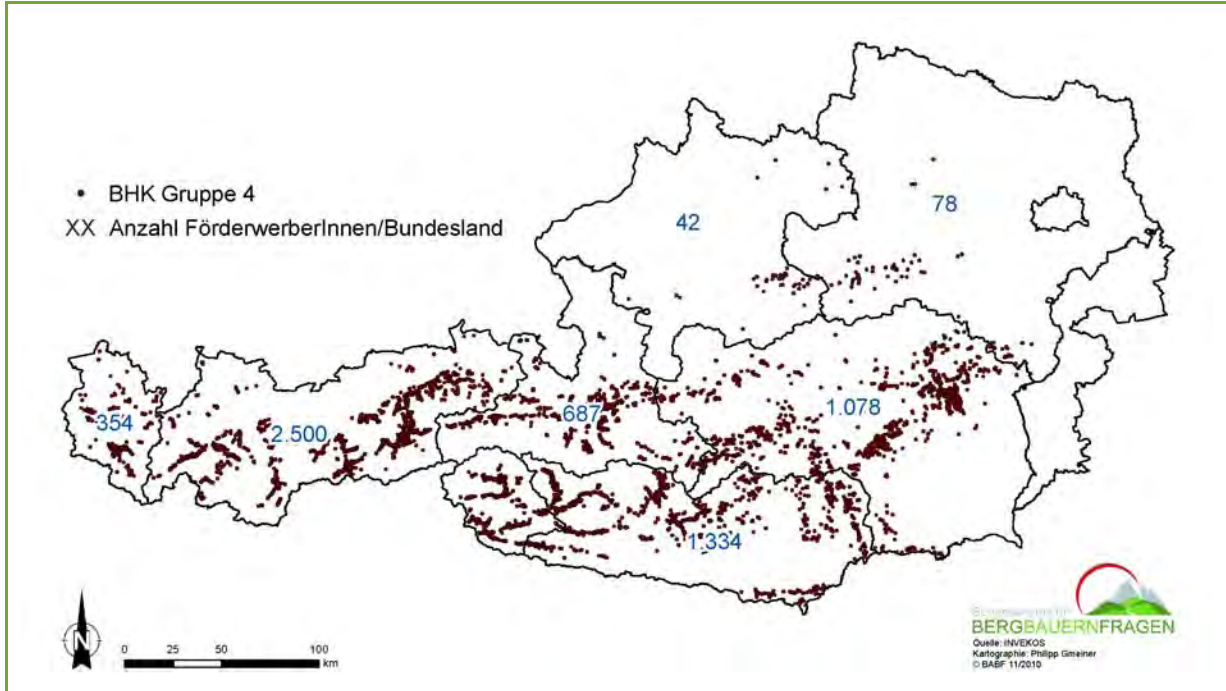 BHK Gruppe 4
XX Anzahl FörderwerberInnen/Bundesland
42
78
354
2.500
687
1.078
1.334
N
0 25 50 100
km
BERGBAUERNFRAGEN
Quelle: INVEKOS
Kartographie: Philipp Gmeiner
© BABF 11/2010